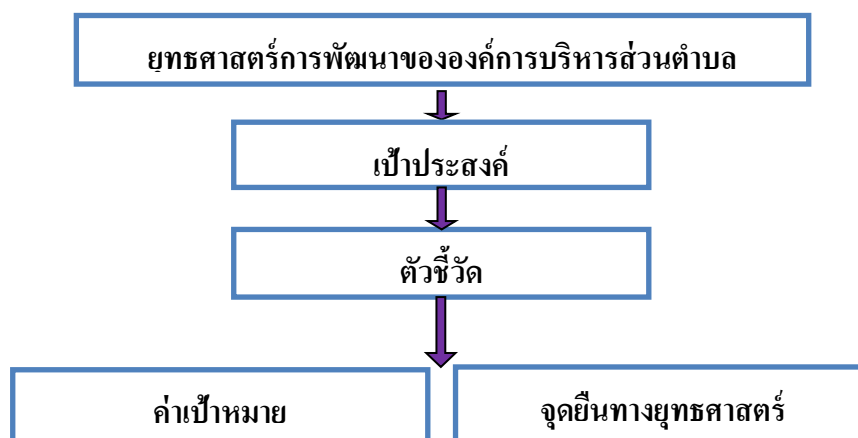 ยุทธศาสตร์การพัฒนาขององค์การบริหารส่วนตำบล
เป้าประสงค์
ตัวชี้วัด
ค่าเป้าหมาย
จุดยืนทางยุทธศาสตร์